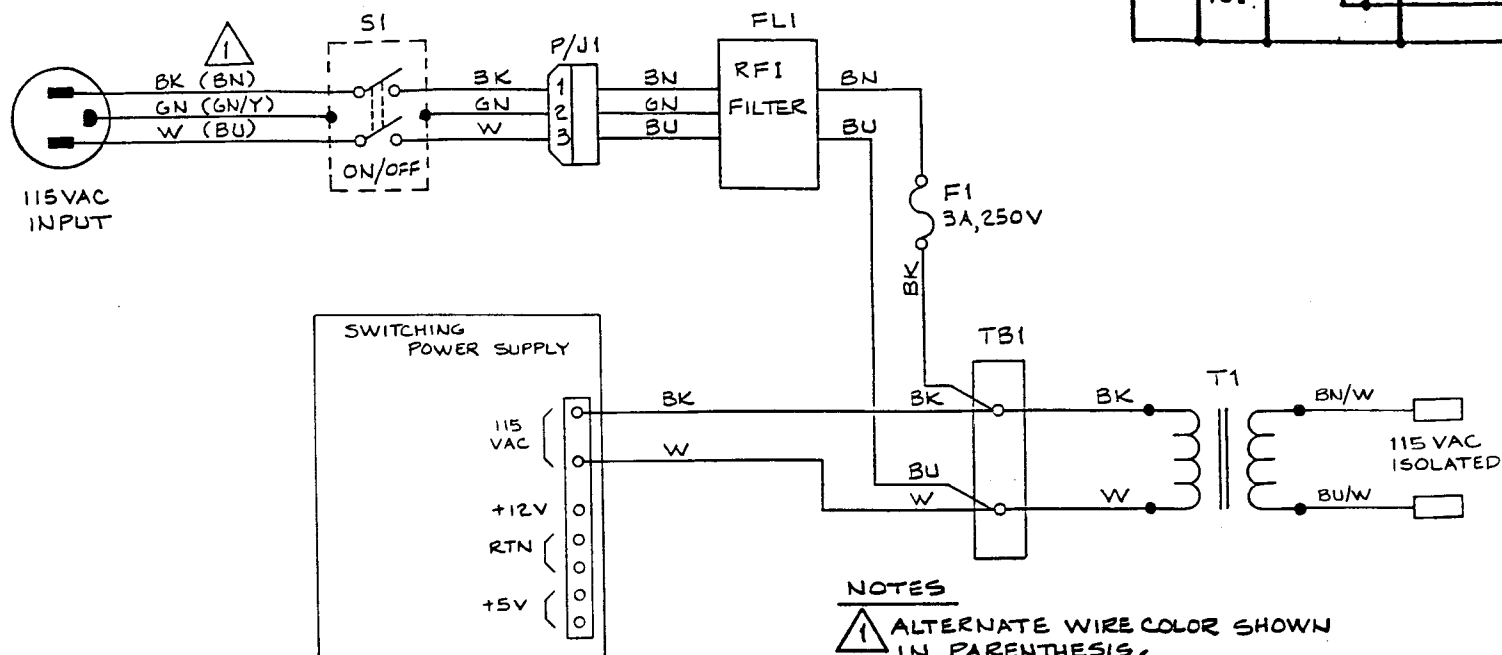 S1
FL1
P/J1
1
BK (BN)
GN (GN/Y)
W (BU)
ON/OFF
BK
GN
W
1
2
3
BN
GN
BU
RFI
FILTER
BN
BU
115 VAC
INPUT
F1
3A, 250V
BK
SWITCHING
POWER SUPPLY
TB1
T1
115
VAC
BK
W
BK
BU
W
BK
W
BN/W
BU/W
115 VAC
ISOLATED
+12V
RTN
+5V
NOTES
1 ALTERNATE WIRE COLOR SHOWN
IN PARENTHESIS.